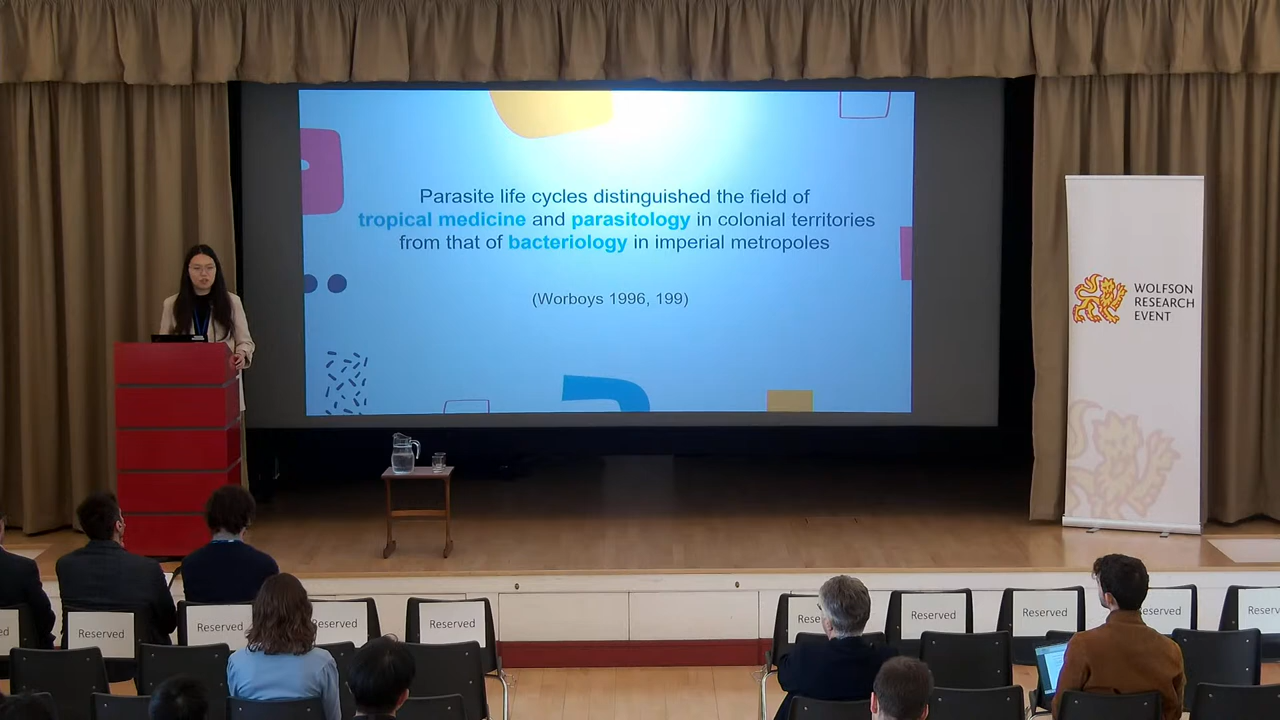 Parasite life cycles distinguished the field of
tropical medicine and parasitology in colonial territories
from that of bacteriology in imperial metropoles
(Worboys 1996, 199)
WOLFSON
RESEARCH
EVENT
Reserved
Reserved
Reserved
Reserved
Reserved
Reserved